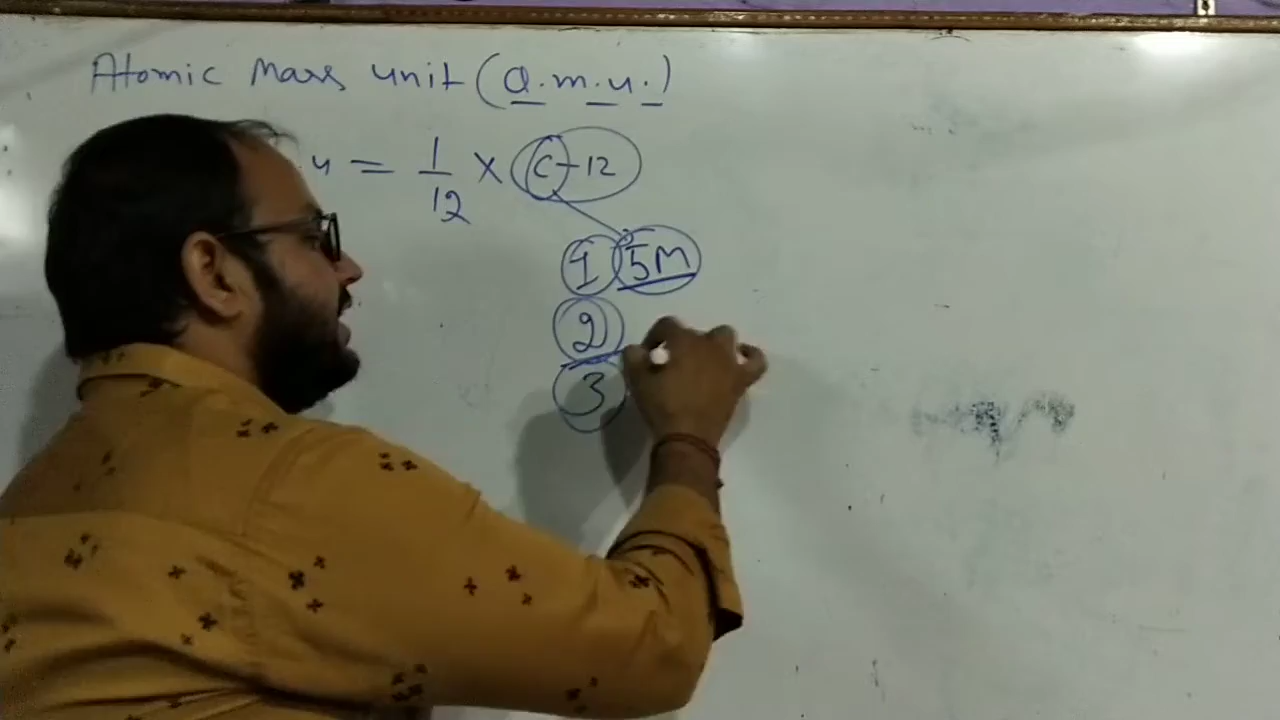 Atomic Mass unit (a.m.u.)
u = 1/12 × C-12
1 5M
2
3